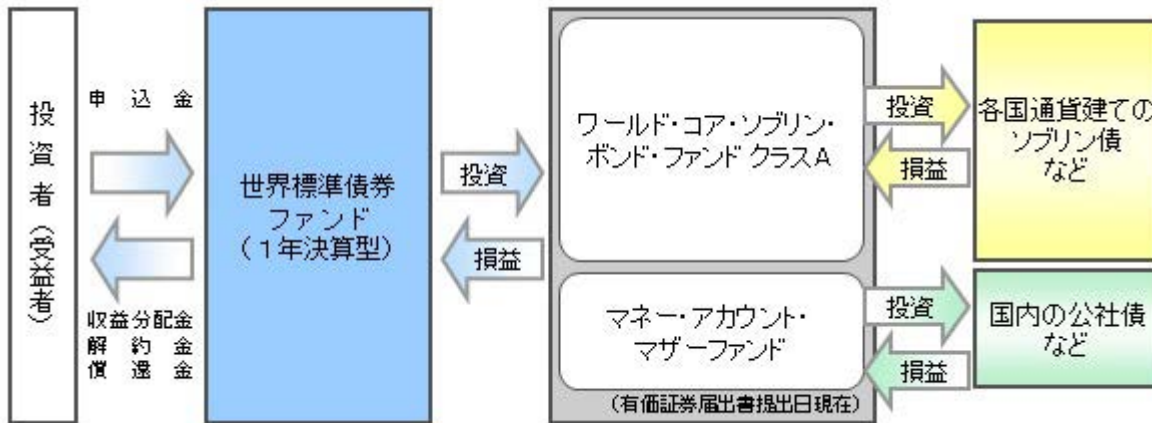 投資者(受益者)
申込金
収益分配金
解約金
償還金
世界標準債券
ファンド
(1年決算型)
投資
損益
ワールド・コア・ソブリン・
ボンド・ファンド クラスA
マネー・アカウント・
マザーファンド
(有価証券届出書提出日現在)
投資
損益
各国通貨建ての
ソブリン債
など
投資
損益
国内の公社債
など